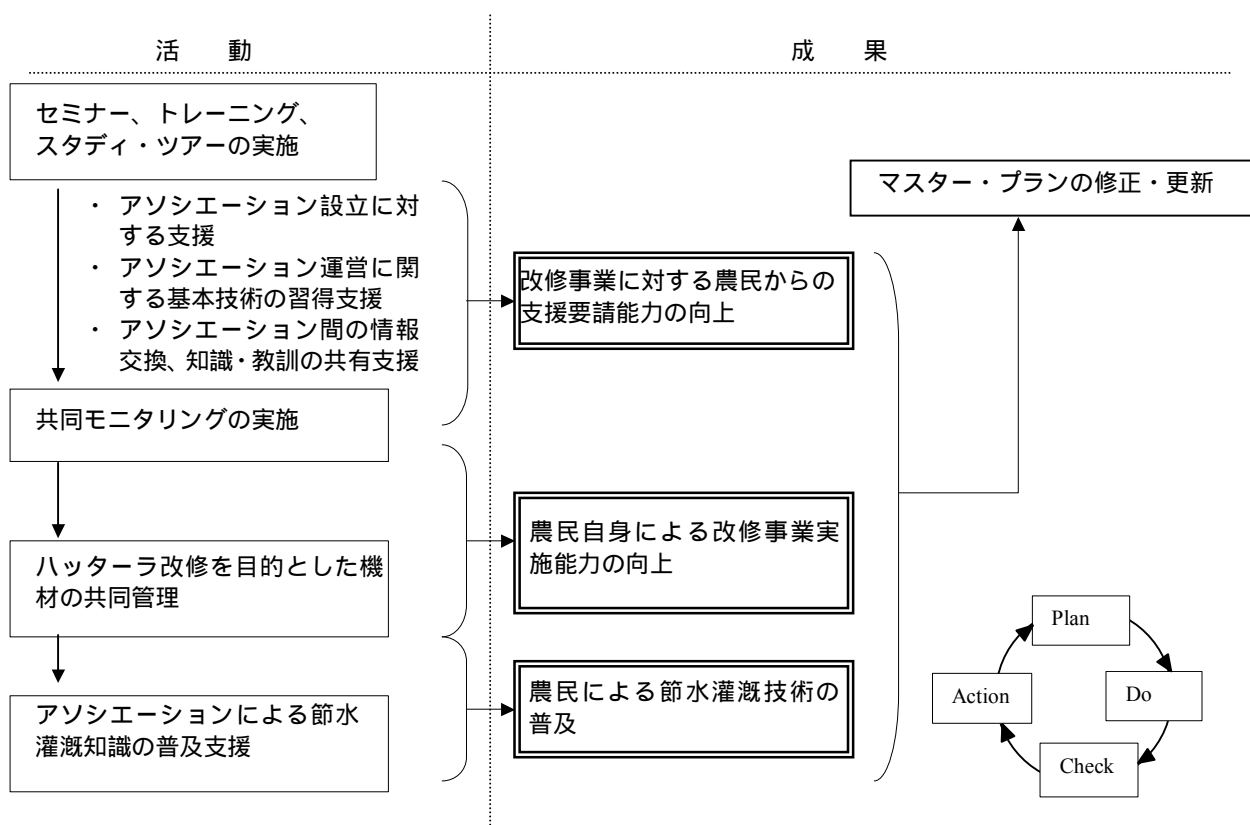 活　動
成　果
セミナー、トレーニング、
スタディ・ツアーの実施
・ アソシエーション設立に対
する支援
・ アソシエーション運営に関
する基本技術の習得支援
・ アソシエーション間の情報
交換、知識・教訓の共有支援
共同モニタリングの実施
ハッターラ改修を目的とした機
材の共同管理
アソシエーションによる節水
灌漑知識の普及支援
改修事業に対する農民からの
支援要請能力の向上
農民自身による改修事業実
施能力の向上
農民による節水灌漑技術の
普及
マスター・プランの修正・更新
Plan
Do
Check
Action